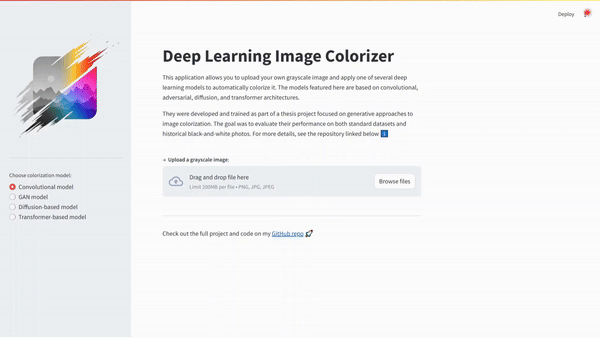 Deploy
Deep Learning Image Colorizer
This application allows you to upload your own grayscale image and apply one of several deep
learning models to automatically colorize it. The models featured here are based on convolutional,
adversarial, diffusion, and transformer architectures.
They were developed and trained as part of a thesis project focused on generative approaches to
image colorization. The goal was to evaluate their performance on both standard datasets and
historical black-and-white photos. For more details, see the repository linked below
Upload a grayscale image:
Drag and drop file here
Limit 200MB per file • PNG, JPG, JPEG
Browse files
Check out the full project and code on my GitHub repo 🚀
Choose colorization model:
Convolutional model
GAN model
Diffusion-based model
Transformer-based model